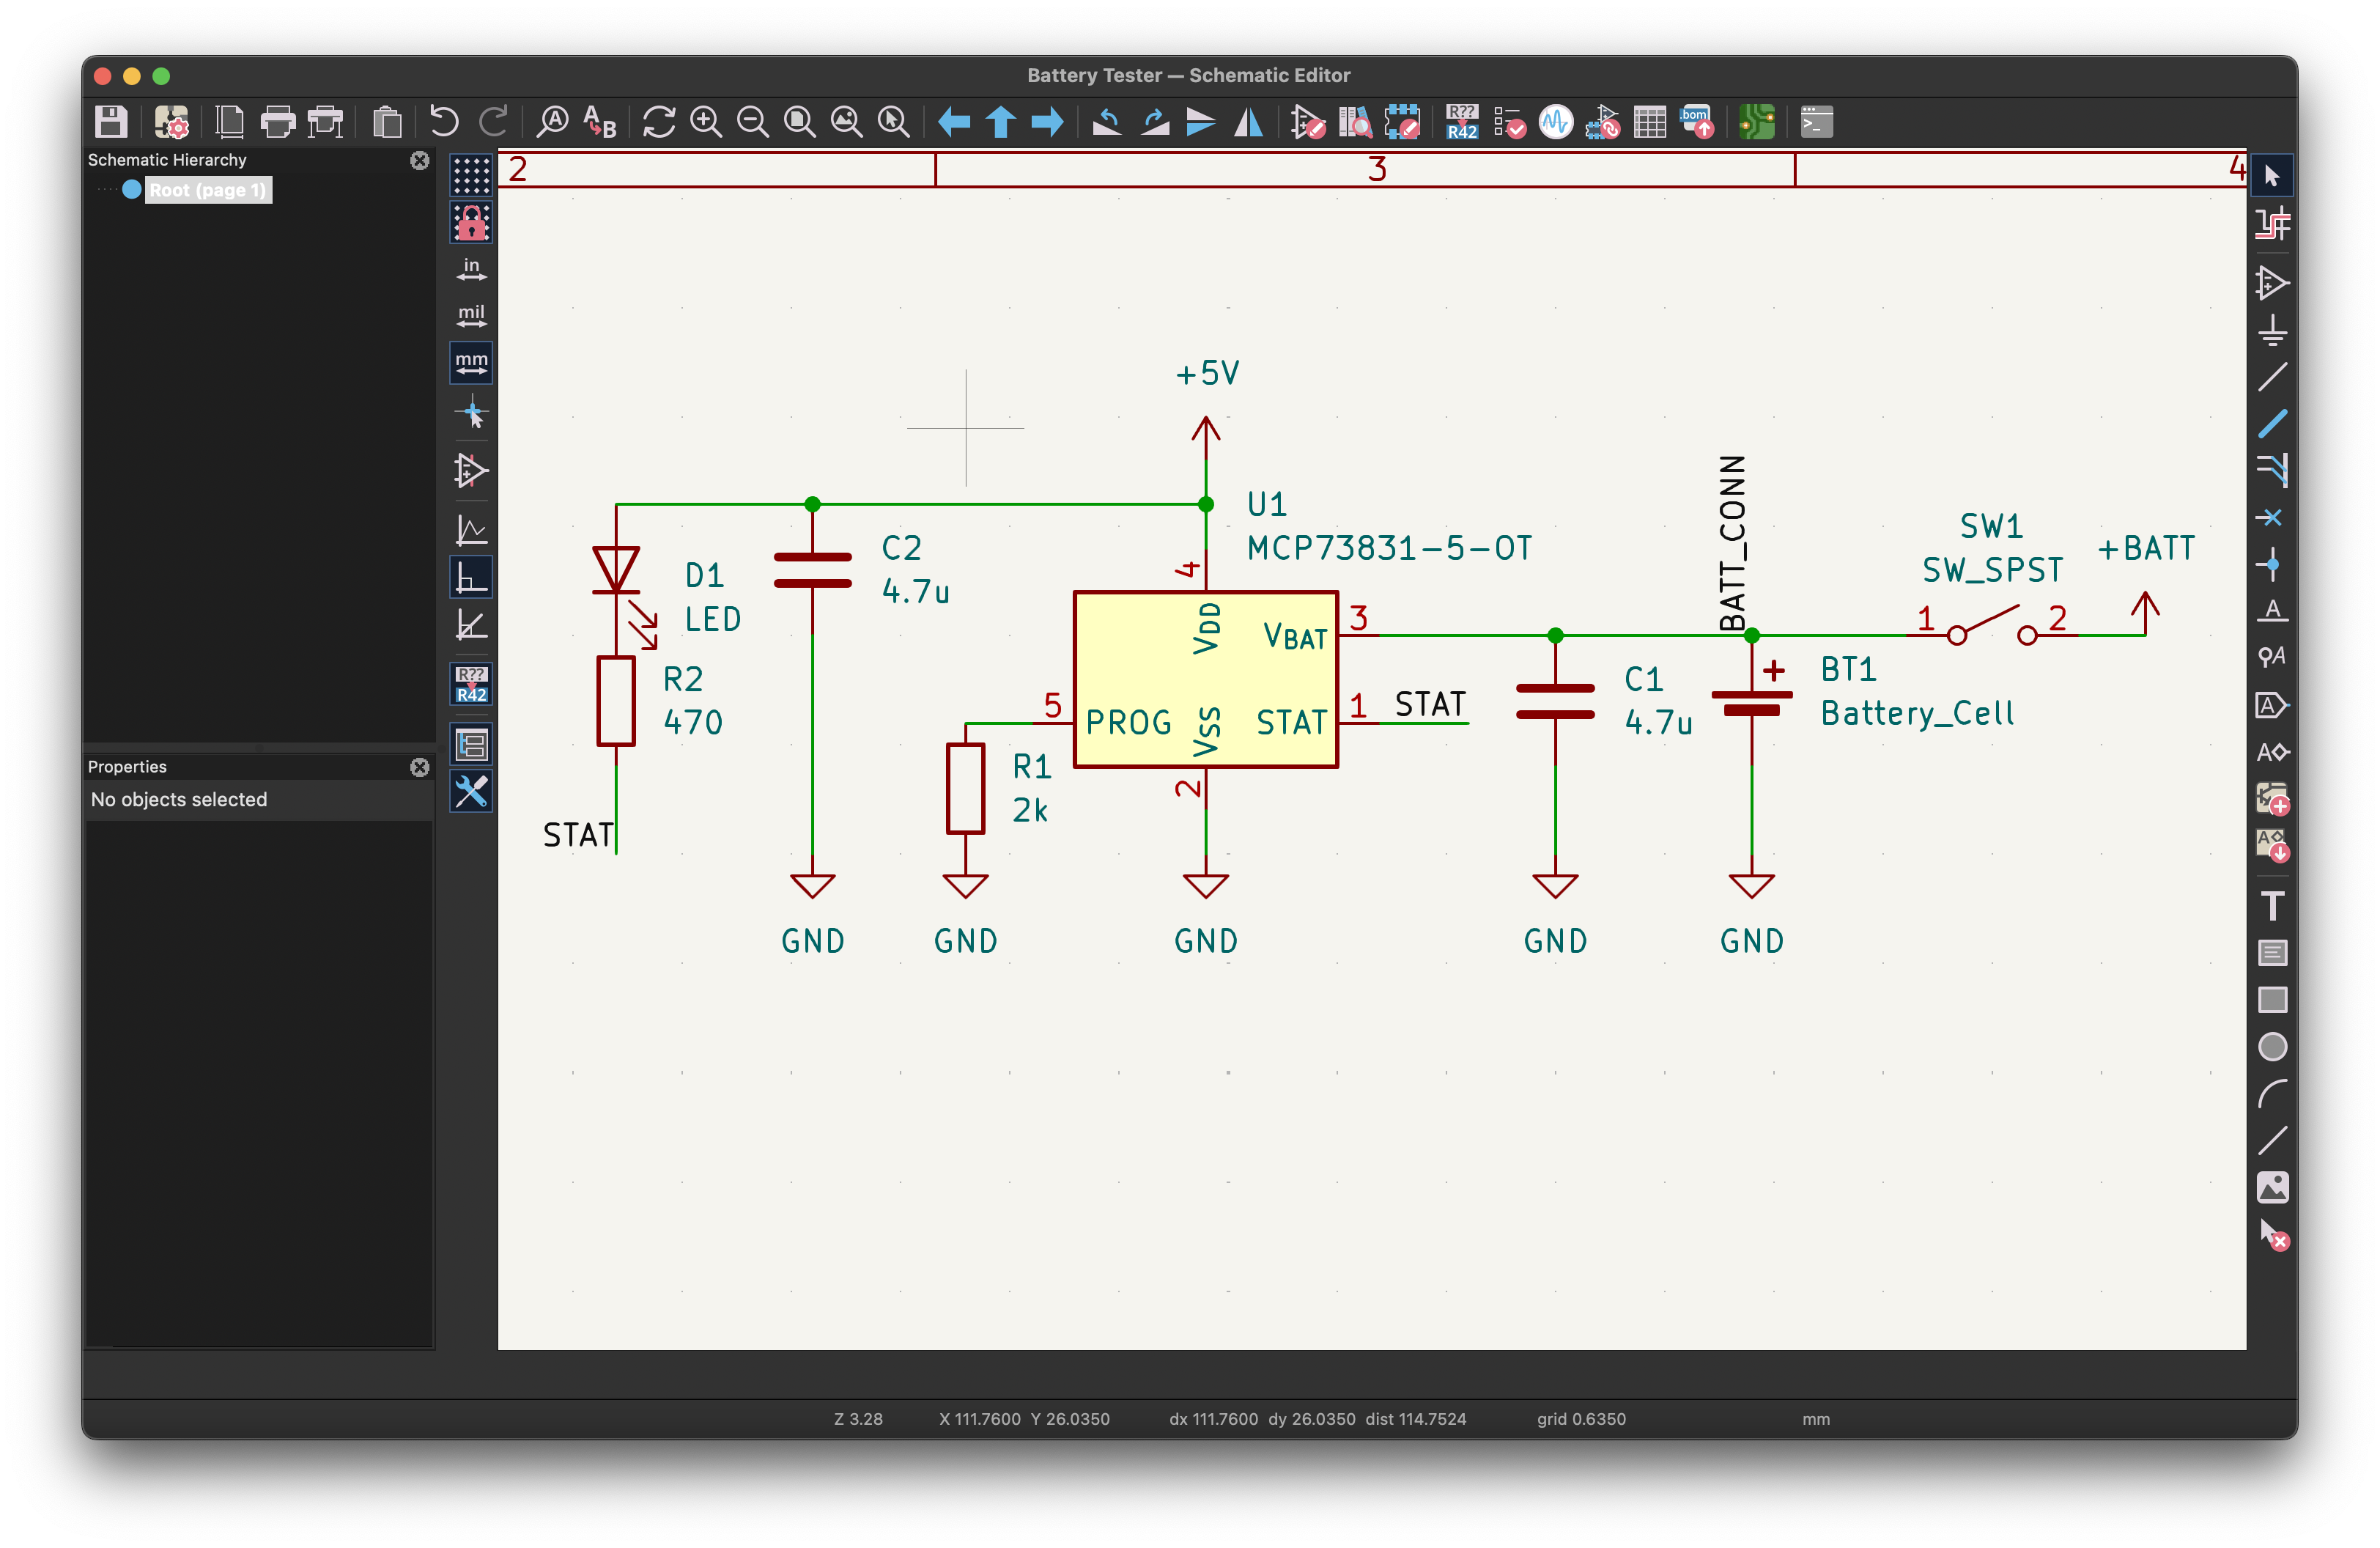 Battery Tester — Schematic Editor
A
A
B
R??
R42
.bom
>_
Schematic Hierarchy
Root (page 1)
in
mil
mm
R??
R42
Properties
No objects selected
2
3
4
+5V
U1
MCP73831-5-OT
D1
LED
C2
4.7u
R2
470
STAT
GND
R1
2k
GND
4
VDD
VBAT
3
5
PROG
VSS
STAT
1
STAT
2
GND
C1
4.7u
GND
BATT_CONN
BT1
Battery_Cell
GND
SW1
SW_SPST
1
2
+BATT
A
A
A
A
A
T
Z 3.28
X 111.7600 Y 26.0350
dx 111.7600 dy 26.0350 dist 114.7524
grid 0.6350
mm